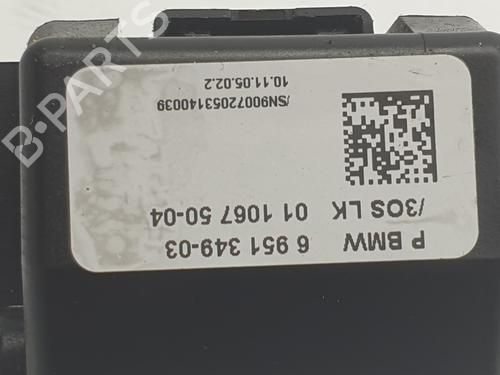 P BMW 6 951 349-03
/3OS LK 01 1067 50-04
/SN90072053140039
10.11.05.02.2
B-PARTS